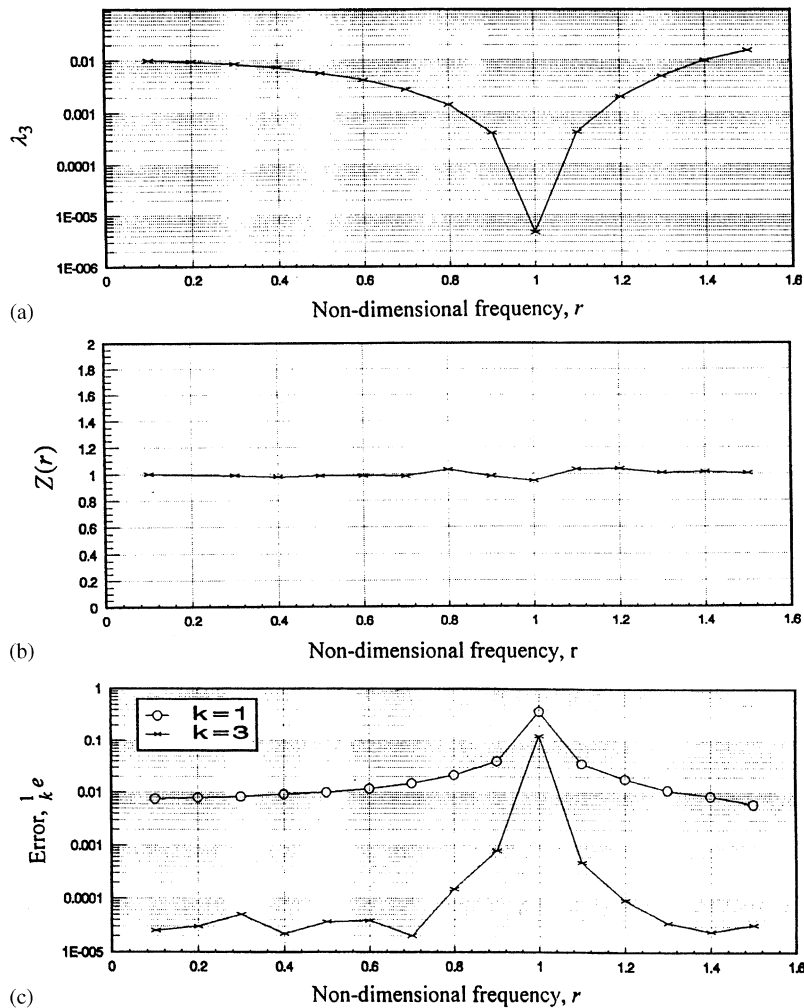 0.01
0.001
0.0001
1E-005
1E-006
λ3
0 0.2 0.4 0.6 0.8 1 1.2 1.4 1.6
Non-dimensional frequency, r
(a)
2
1.8
1.6
1.4
1.2
1
0.8
0.6
0.4
0.2
0
Z(r)
0 0.2 0.4 0.6 0.8 1 1.2 1.4 1.6
Non-dimensional frequency, r
(b)
1
0.1
0.01
0.001
0.0001
1E-005
Error, 1/k e
k=1
k=3
0 0.2 0.4 0.6 0.8 1 1.2 1.4 1.6
Non-dimensional frequency, r
(c)